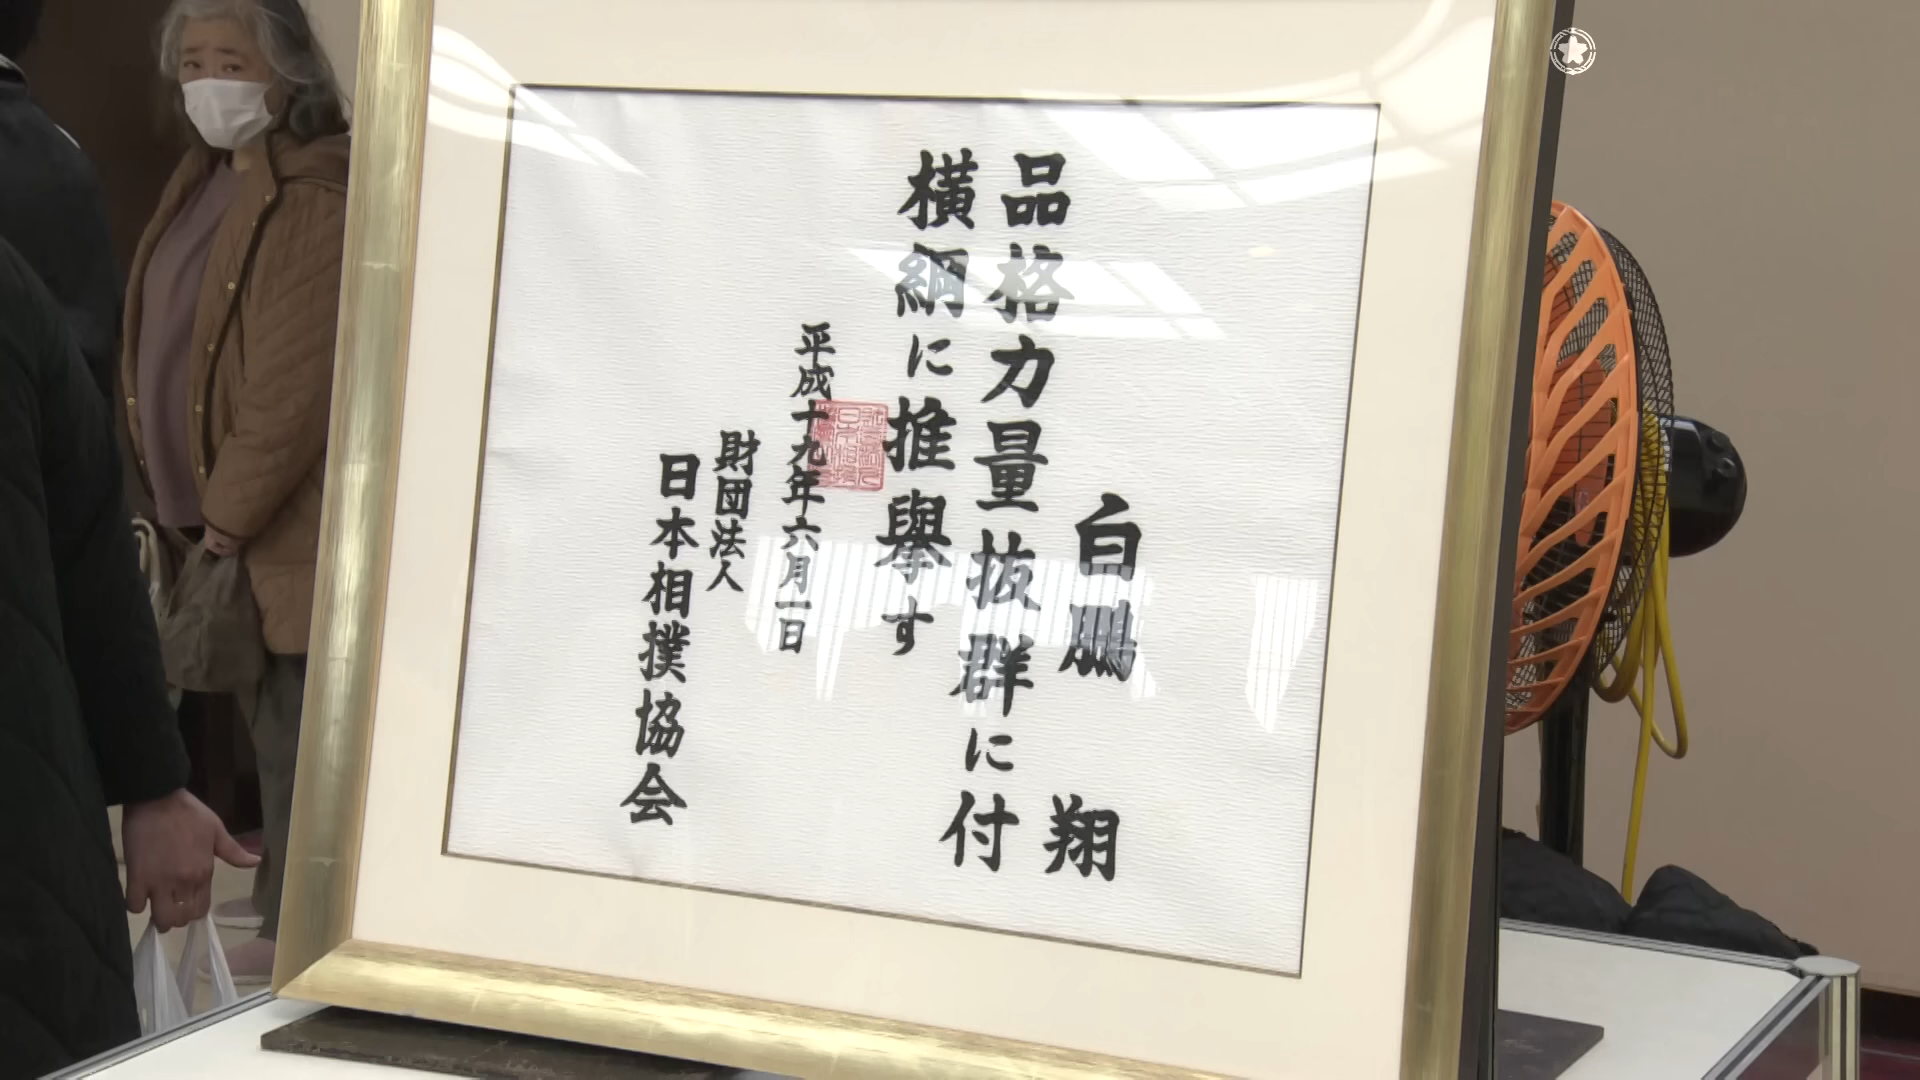 白鵬 翔
品格力量抜群に付
横綱に推擧す
平成十九年六月一日
財団法人
日本相撲協会